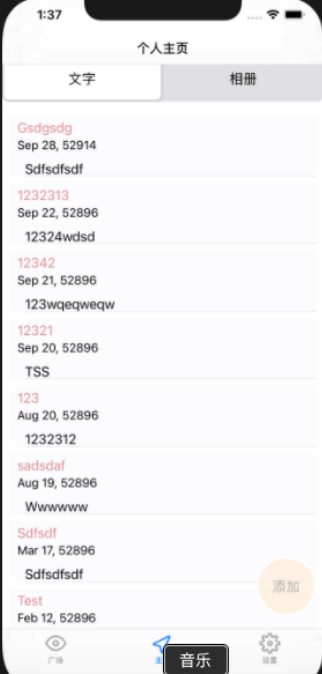 1:37
个人主页
文字 相册
Gsdgsdg
Sep 28, 52914
Sdfsdfsdf
1232313
Sep 22, 52896
12324wdsd
12342
Sep 21, 52896
123wqeqweqw
12321
Sep 20, 52896
TSS
123
Aug 20, 52896
1232312
sadsdaf
Aug 19, 52896
Wwwwww
Sdfsdf
Mar 17, 52896
Sdfsdfsdf
添加
Test
Feb 12, 52896
广场 主 设置
音乐